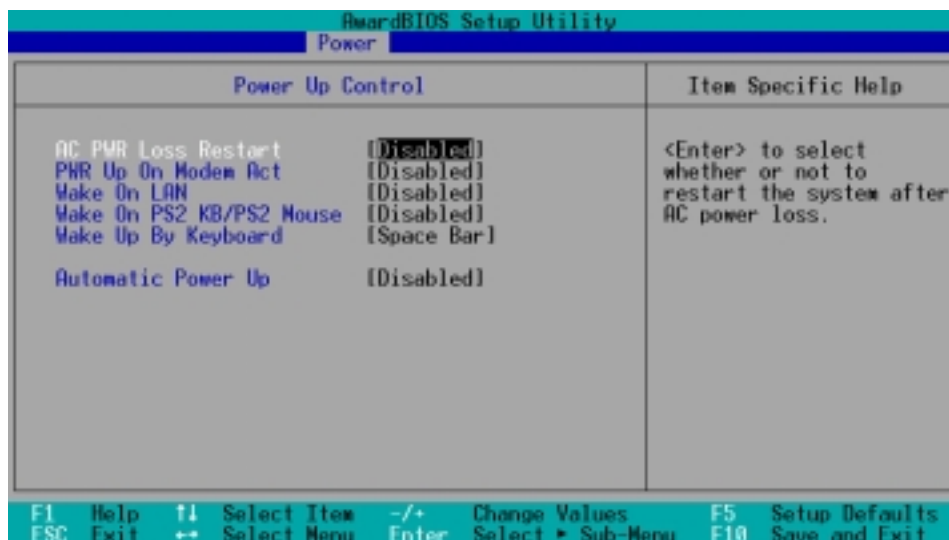 AwardBIOS Setup Utility
Power
Power Up Control
Item Specific Help
AC PWR Loss Restart [Disabled]
PWR Up On Modem Act [Disabled]
Wake On LAN [Disabled]
Wake On PS2 KB/PS2 Mouse [Disabled]
Wake Up By Keyboard [Space Bar]
Automatic Power Up [Disabled]
<Enter> to select
whether or not to
restart the system after
AC power loss.
F1 Help ↑↓ Select Item -/+ Change Values F5 Setup Defaults
ESC Exit ←→ Select Menu Enter Select ▶ Sub-Menu F10 Save and Exit